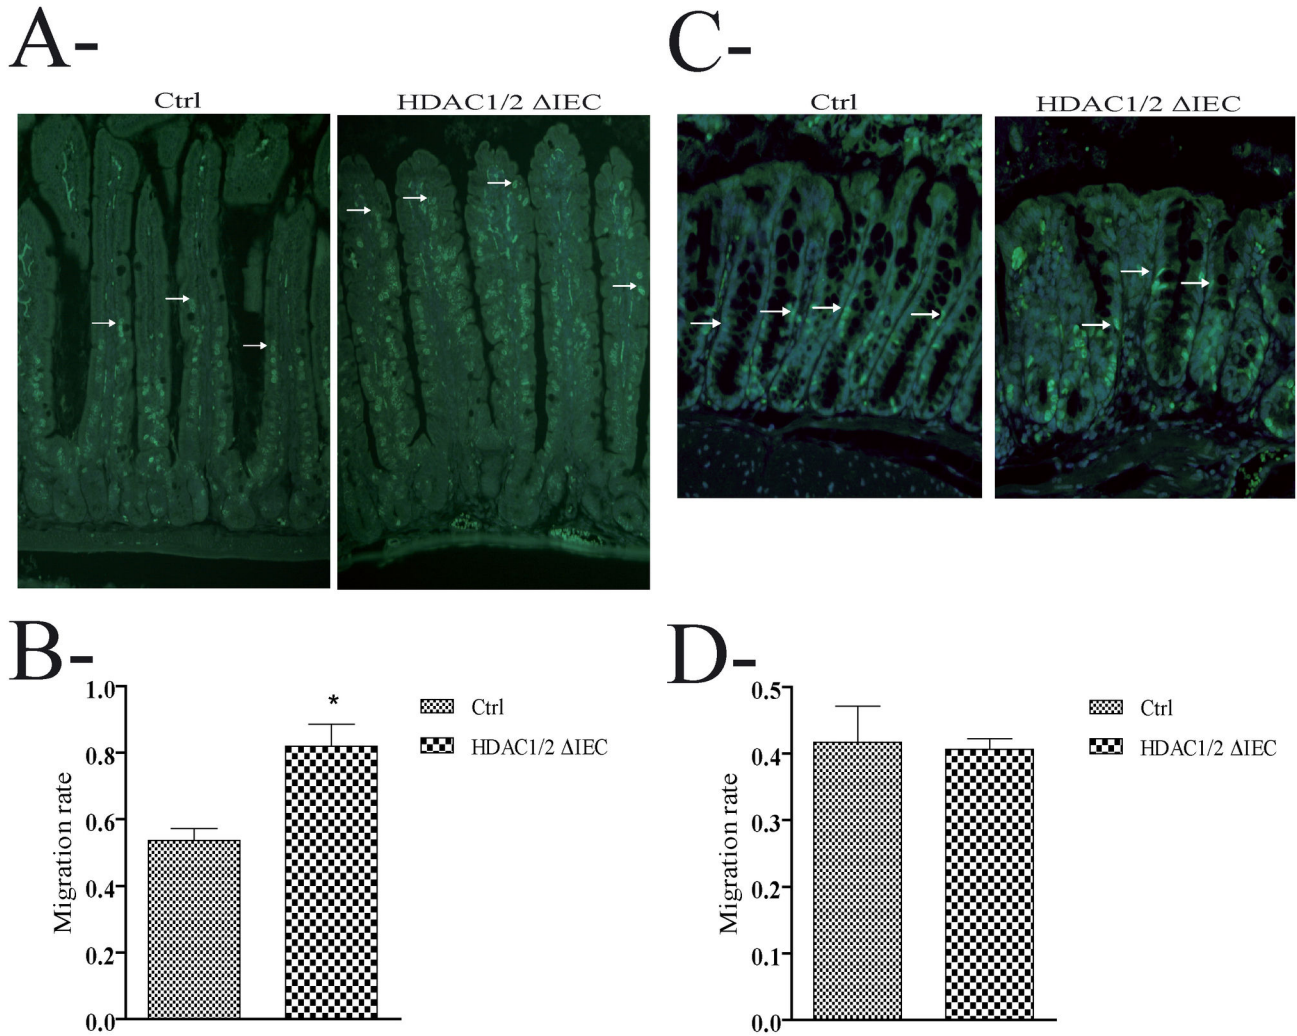 A-
Ctrl
HDAC1/2 ΔIEC
C-
Ctrl
HDAC1/2 ΔIEC
B-
Migration rate
1.0
0.8
0.6
0.4
0.2
0.0
*
Ctrl
HDAC1/2 ΔIEC
D-
Migration rate
0.5
0.4
0.3
0.2
0.1
0.0
Ctrl
HDAC1/2 ΔIEC